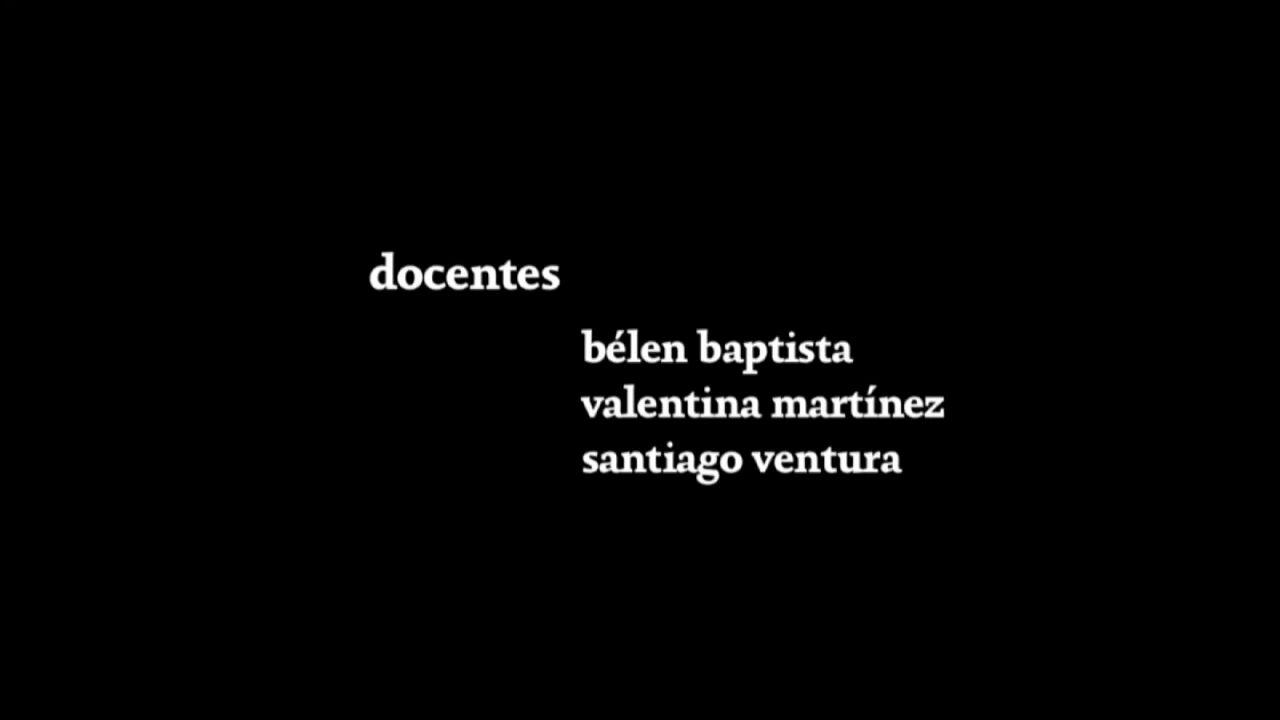 docentes
bélen baptista
valentina martínez
santiago ventura